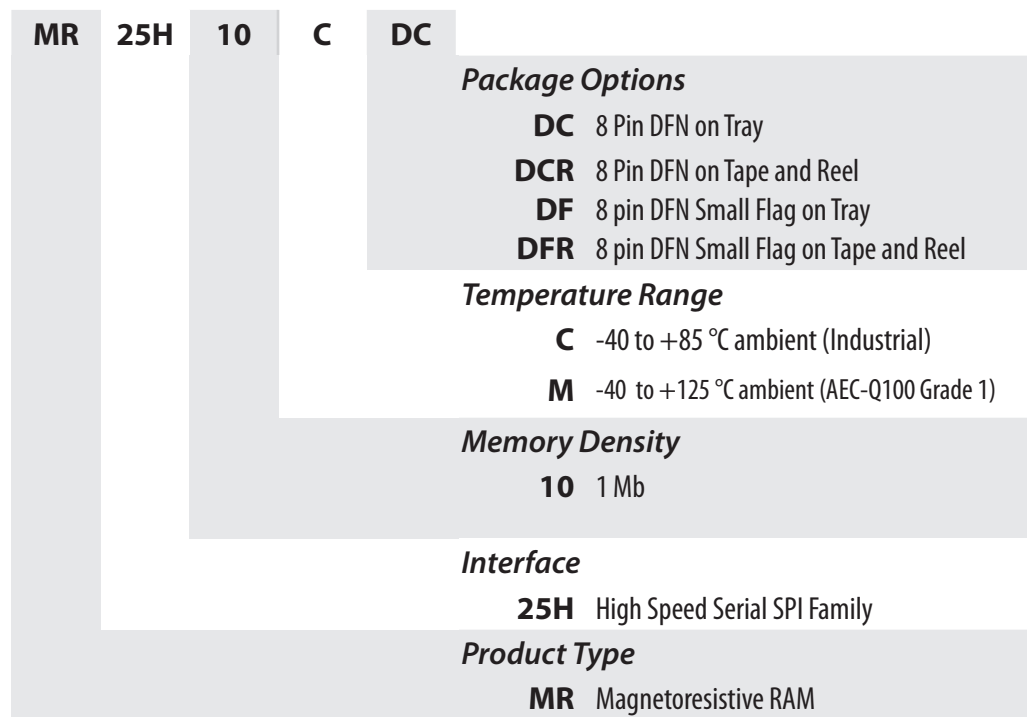 MR 25H 10 C DC
Package Options
DC 8 Pin DFN on Tray
DCR 8 Pin DFN on Tape and Reel
DF 8 pin DFN Small Flag on Tray
DFR 8 pin DFN Small Flag on Tape and Reel
Temperature Range
C -40 to +85 °C ambient (Industrial)
M -40 to +125 °C ambient (AEC-Q100 Grade 1)
Memory Density
10 1 Mb
Interface
25H High Speed Serial SPI Family
Product Type
MR Magnetoresistive RAM